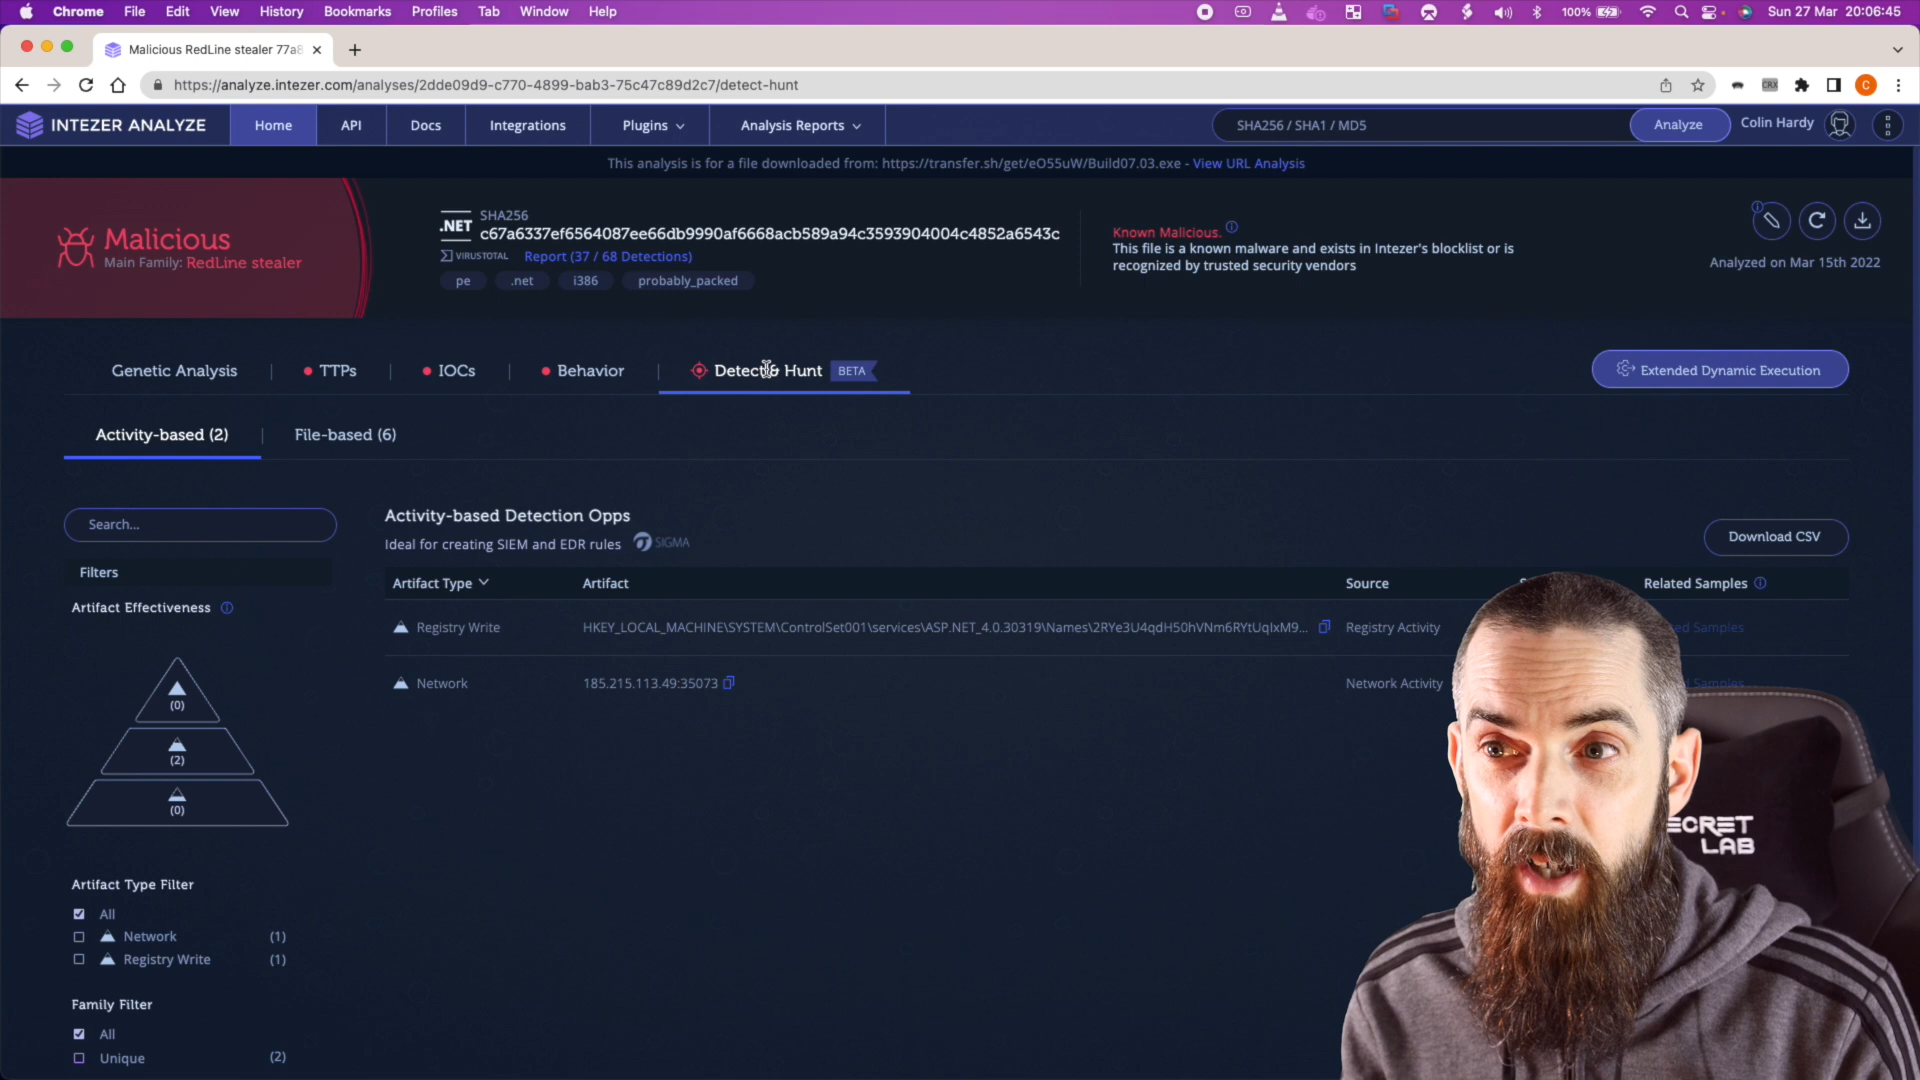 Chrome File Edit View History Bookmarks Profiles Tab Window Help 100% Sun 27 Mar 20:06:45
Malicious RedLine stealer 77a8
https://analyze.intezer.com/analyses/2dde09d9-c770-4899-bab3-75c47c89d2c7/detect-hunt CRX C
INTEZER ANALYZE Home API Docs Integrations Plugins Analysis Reports SHA256 / SHA1 / MD5 Analyze Colin Hardy
This analysis is for a file downloaded from: https://transfer.sh/get/eO55uW/Build07.03.exe - View URL Analysis
Malicious
Main Family: RedLine stealer
.NET
SHA256
c67a6337ef6564087ee66db9990af6668acb589a94c3593904004c4852a6543c
VIRUSTOTAL Report (37 / 68 Detections)
pe .net i386 probably_packed
Known Malicious.
This file is a known malware and exists in Intezer's blocklist or is
recognized by trusted security vendors
Analyzed on Mar 15th 2022
Genetic Analysis TTPs IOCs Behavior Detect & Hunt BETA Extended Dynamic Execution
Activity-based (2) File-based (6)
Search...
Filters
Artifact Effectiveness
(0)
(2)
(0)
Artifact Type Filter
All
Network (1)
Registry Write (1)
Family Filter
All
Unique (2)
Activity-based Detection Opps
Ideal for creating SIEM and EDR rules SIGMA
Download CSV
Artifact Type Artifact Source Related Samples
Registry Write HKEY_LOCAL_MACHINE\SYSTEM\ControlSet001\services\ASP.NET_4.0.30319\Names\2RYe3U4qdH50hVNm6RYtUqIxM9... Registry Activity Samples
Network 185.215.113.49:35073 Network Activity Samples
LAB